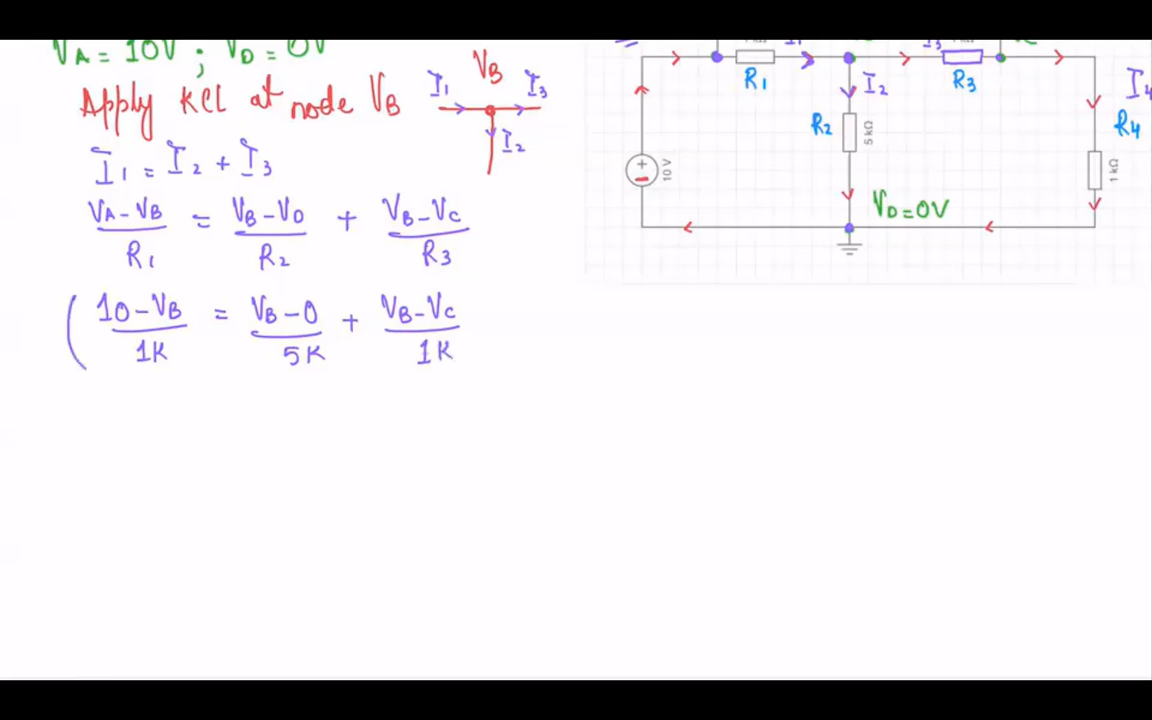 VA = 10V ; VD = 0V
Apply KCL at node VB
I1 = I2 + I3
VA - VB / R1 = VB - VD / R2 + VB - VC / R3
( 10 - VB / 1K = VB - 0 / 5K + VB - VC / 1K
VB
I1 I3
I2
R1 I2 R3 I4
R2 5 kΩ R4
10 V 1 kΩ
VD = 0V